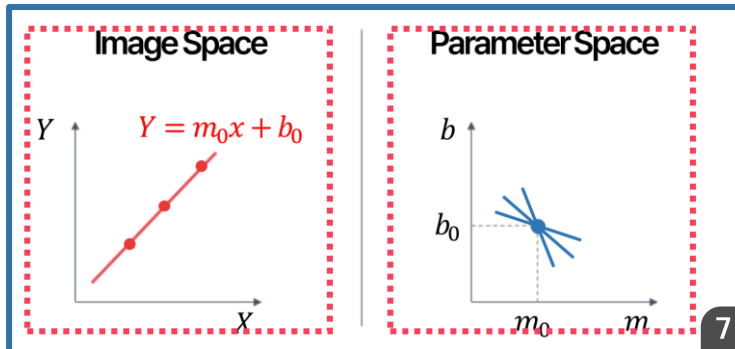 Image Space
Y
Y = m₀x + b₀
X
Parameter Space
b
b₀
m₀
m
7